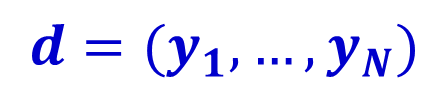 d = (y₁, ..., y_N)